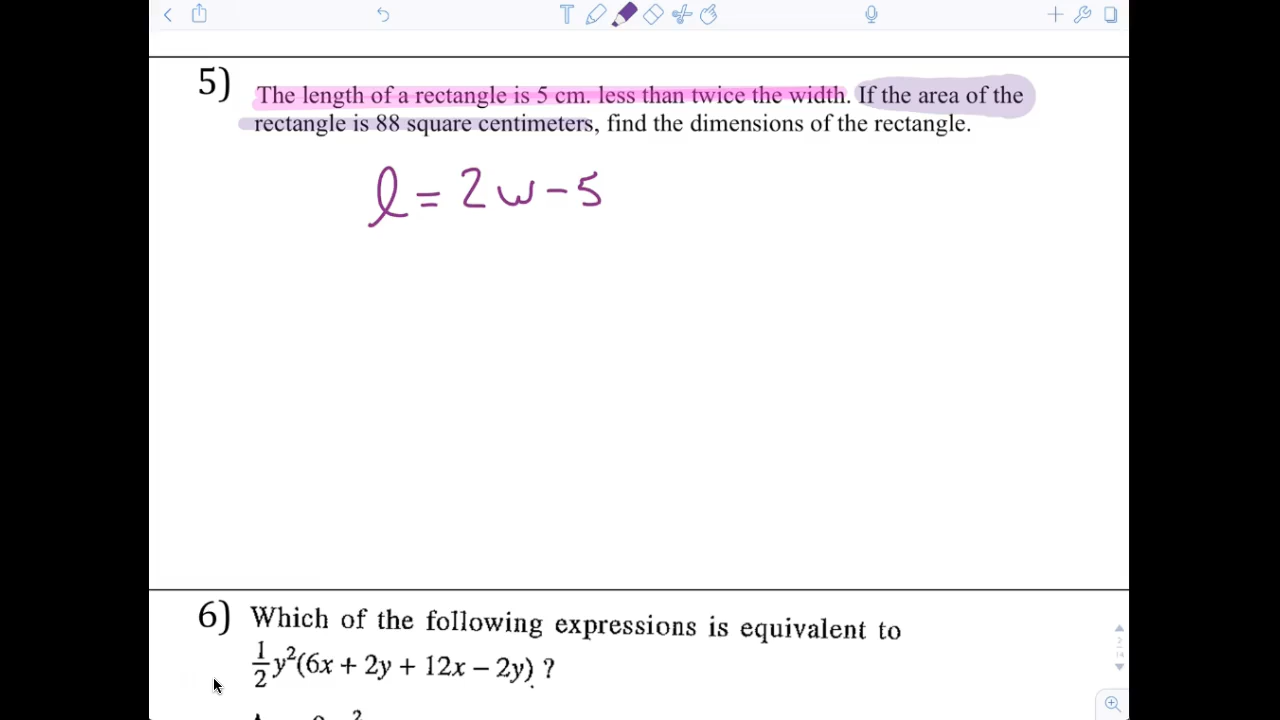 T
5)
The length of a rectangle is 5 cm. less than twice the width. If the area of the
rectangle is 88 square centimeters, find the dimensions of the rectangle.
l = 2w - 5
6)
Which of the following expressions is equivalent to
1/2 y²(6x + 2y + 12x − 2y) ?